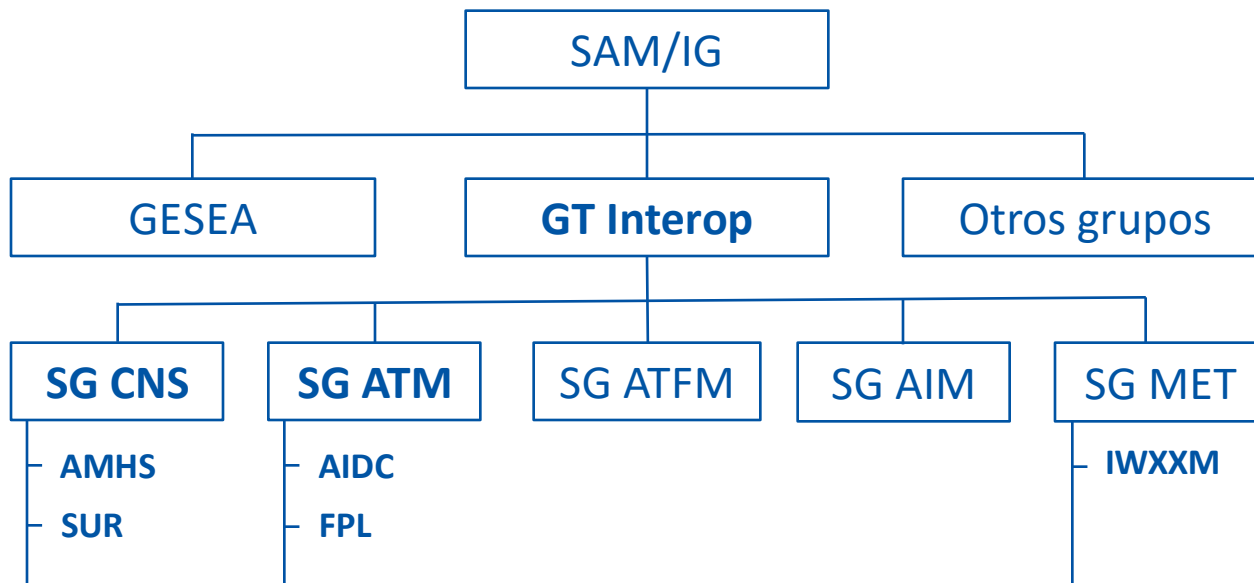 SAM/IG
GESEA
GT Interop
Otros grupos
SG CNS
SG ATM
SG ATFM
SG AIM
SG MET
AMHS
AIDC
IWXXM
SUR
FPL